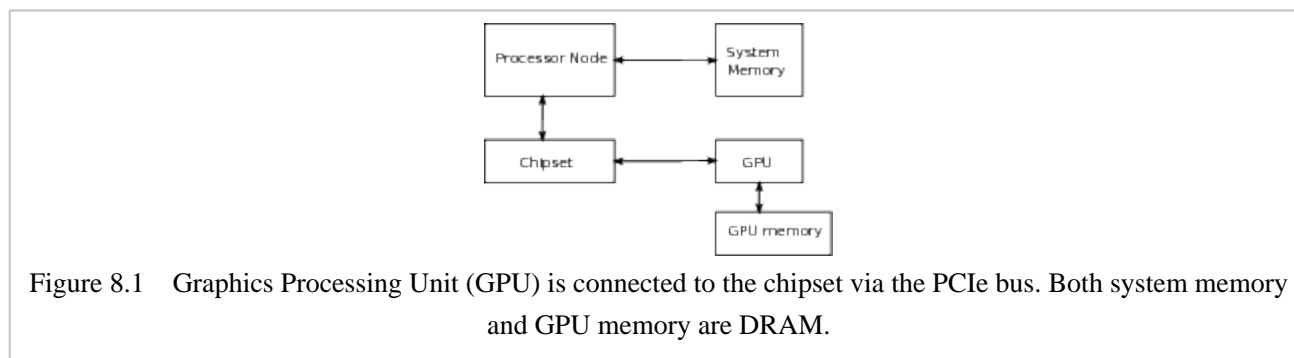 Processor Node
System
Memory
Chipset
GPU
GPU memory
Figure 8.1 Graphics Processing Unit (GPU) is connected to the chipset via the PCIe bus. Both system memory
and GPU memory are DRAM.